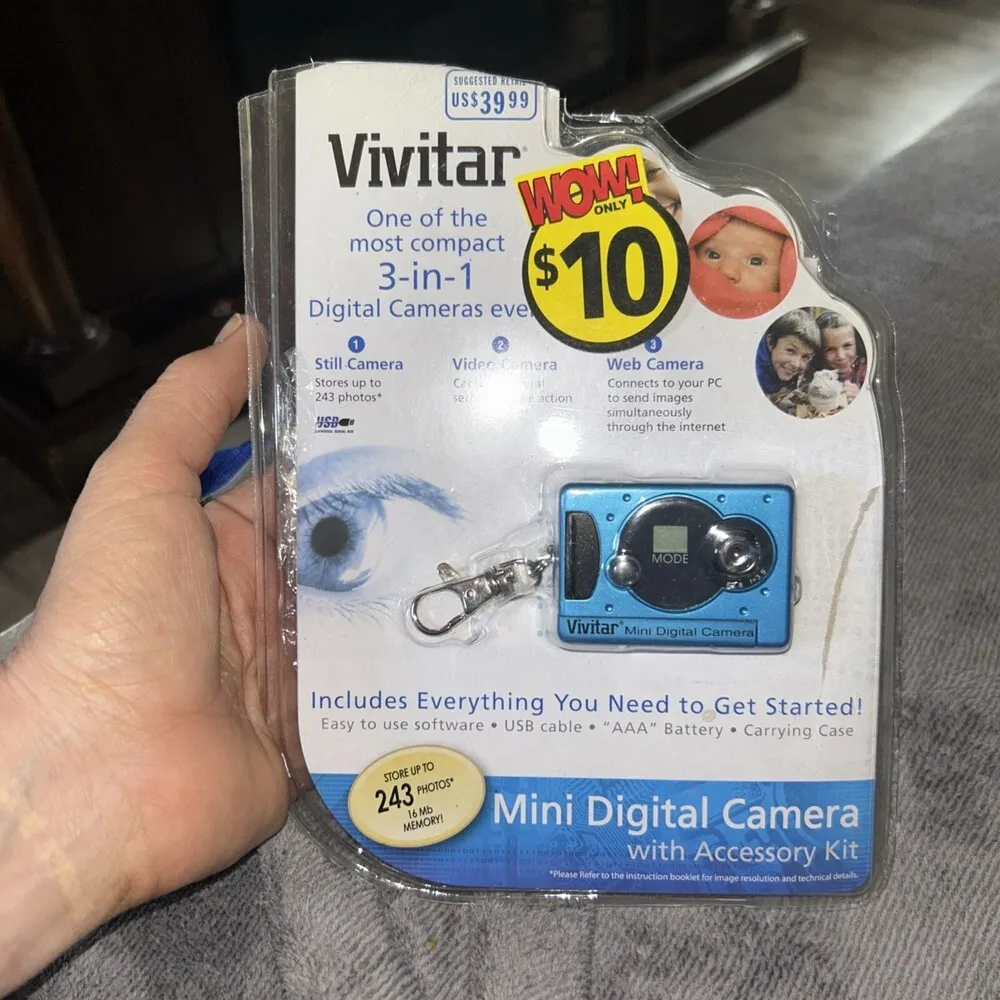 SUGGESTED RETAIL
US$39.99
Vivitar
One of the
most compact
3-in-1
Digital Cameras eve
WOW!
ONLY
$10
1
Still Camera
Stores up to
243 photos*
USB
2
Video Camera
action
3
Web Camera
Connects to your PC
to send images
simultaneously
through the internet
MODE
Vivitar Mini Digital Camera
Includes Everything You Need to Get Started!
Easy to use software • USB cable • “AAA” Battery • Carrying Case
STORE UP TO
243 PHOTOS*
16 Mb
MEMORY!
Mini Digital Camera
with Accessory Kit
*Please Refer to the instruction booklet for image resolution and technical details.